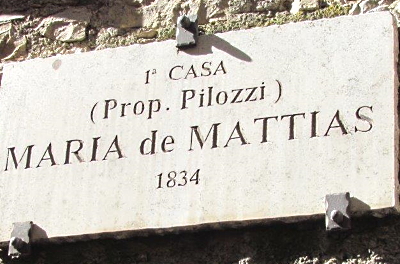 1ª CASA
(Prop. Pilozzi)
MARIA de MATTIAS
1834